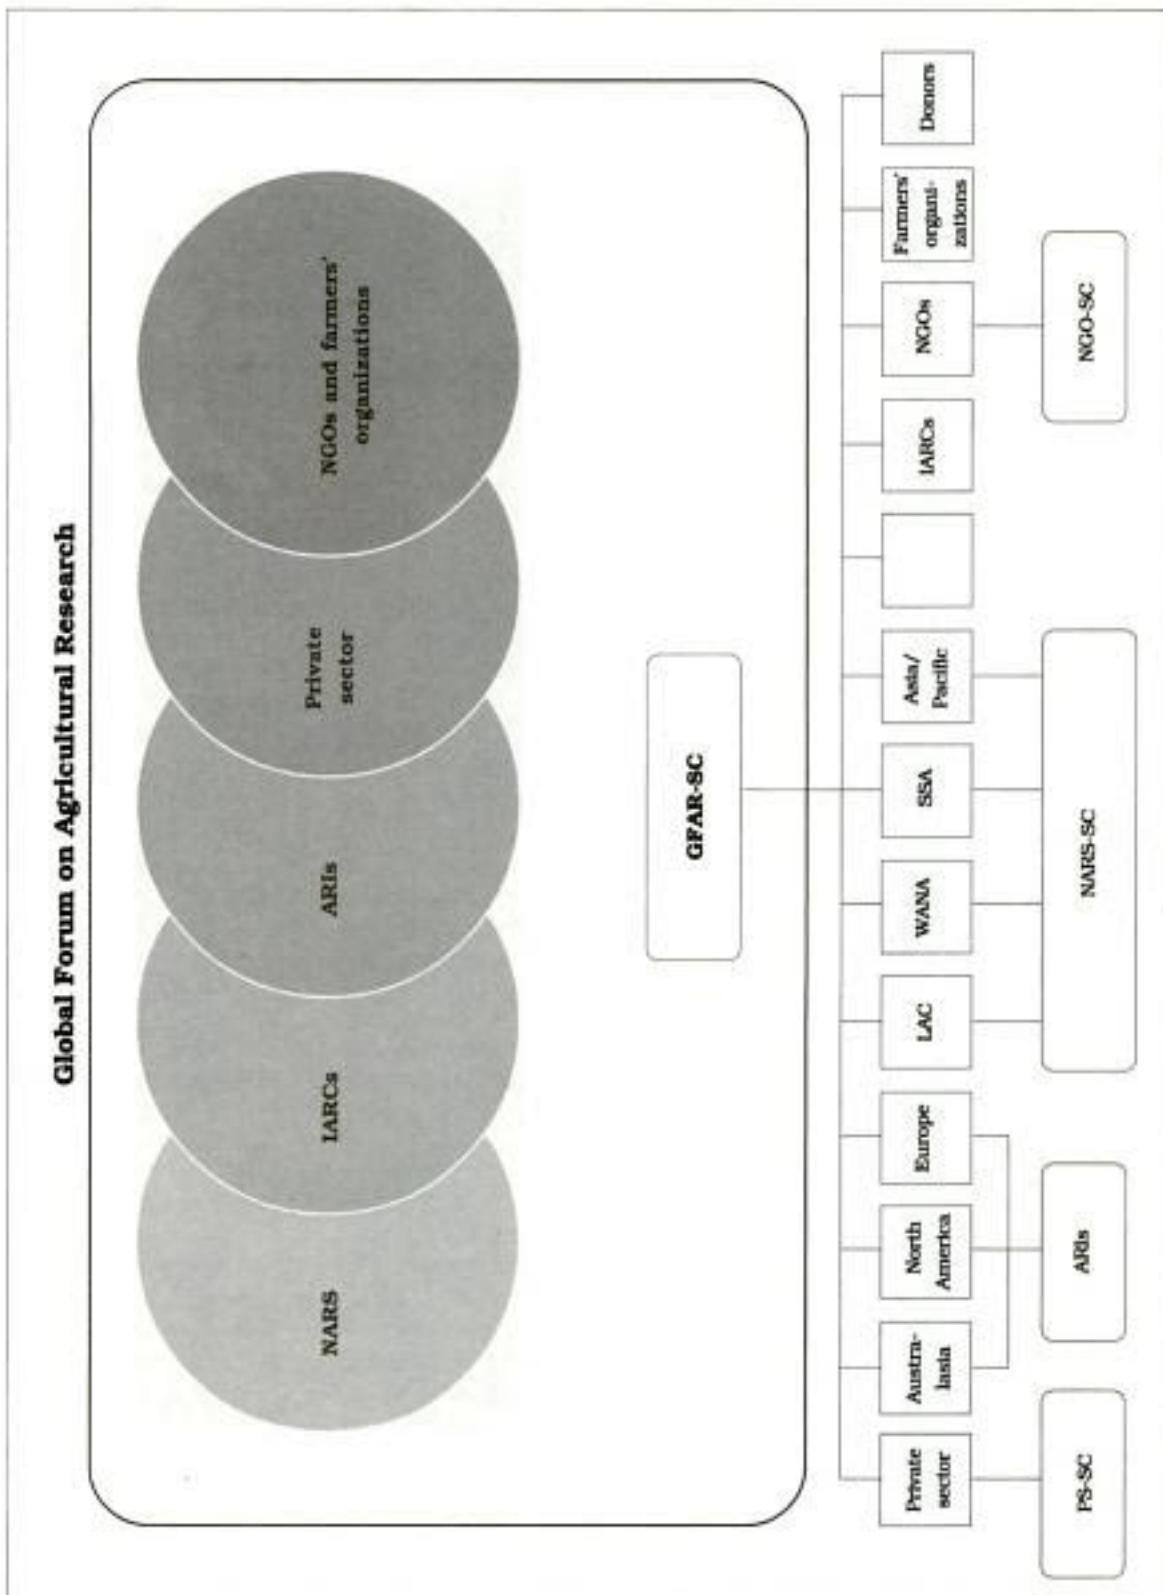 Global Forum on Agricultural Research
NARS
IARCs
ARIs
Private
sector
NGOs and farmers'
organizations
GFAR-SC
Private
sector
Austra-
lasia
North
America
Europe
LAC
WANA
SSA
Asia/
Pacific
IARCs
NGOs
Farmers'
organi-
zations
Donors
PS-SC
ARIs
NARS-SC
NGO-SC